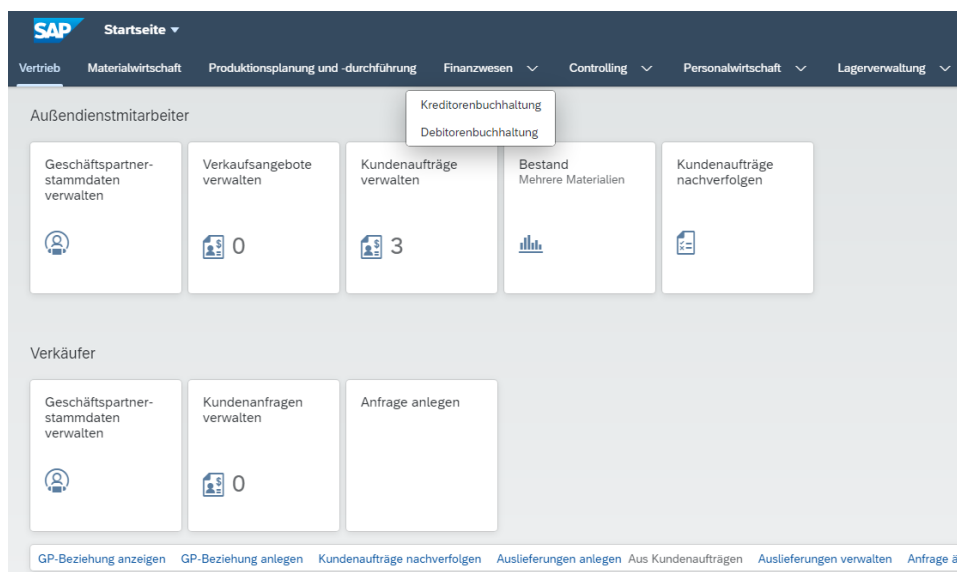 SAP Startseite
Vertrieb Materialwirtschaft Produktionsplanung und -durchführung Finanzwesen Controlling Personalwirtschaft Lagerverwaltung
Kreditorenbuchhaltung
Debitorenbuchhaltung
Außendienstmitarbeiter
Geschäftspartner-
stammdaten
verwalten
Verkaufsangebote
verwalten
0
Kundenaufträge
verwalten
3
Bestand
Mehrere Materialien
Kundenaufträge
nachverfolgen
Verkäufer
Geschäftspartner-
stammdaten
verwalten
Kundenanfragen
verwalten
0
Anfrage anlegen
GP-Beziehung anzeigen GP-Beziehung anlegen Kundenaufträge nachverfolgen Auslieferungen anlegen Aus Kundenaufträgen Auslieferungen verwalten Anfrage ä